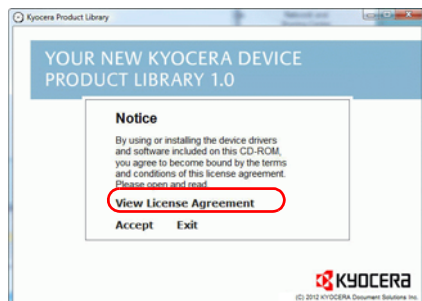 Kyocera Product Library
YOUR NEW KYOCERA DEVICE
PRODUCT LIBRARY 1.0
Notice
By using or installing the device drivers
and software included on this CD-ROM,
you agree to become bound by the terms
and conditions of this license agreement.
Please open and read
View License Agreement
Accept Exit
KYOCERA
(C) 2012 KYOCERA Document Solutions Inc.